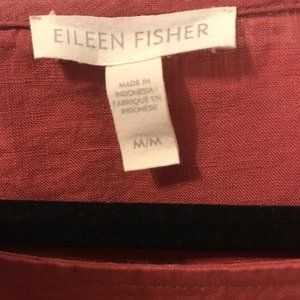 EILEEN FISHER
MADE IN
INDONESIA /
FABRIQUÉ EN
INDONÉSIE
M/M